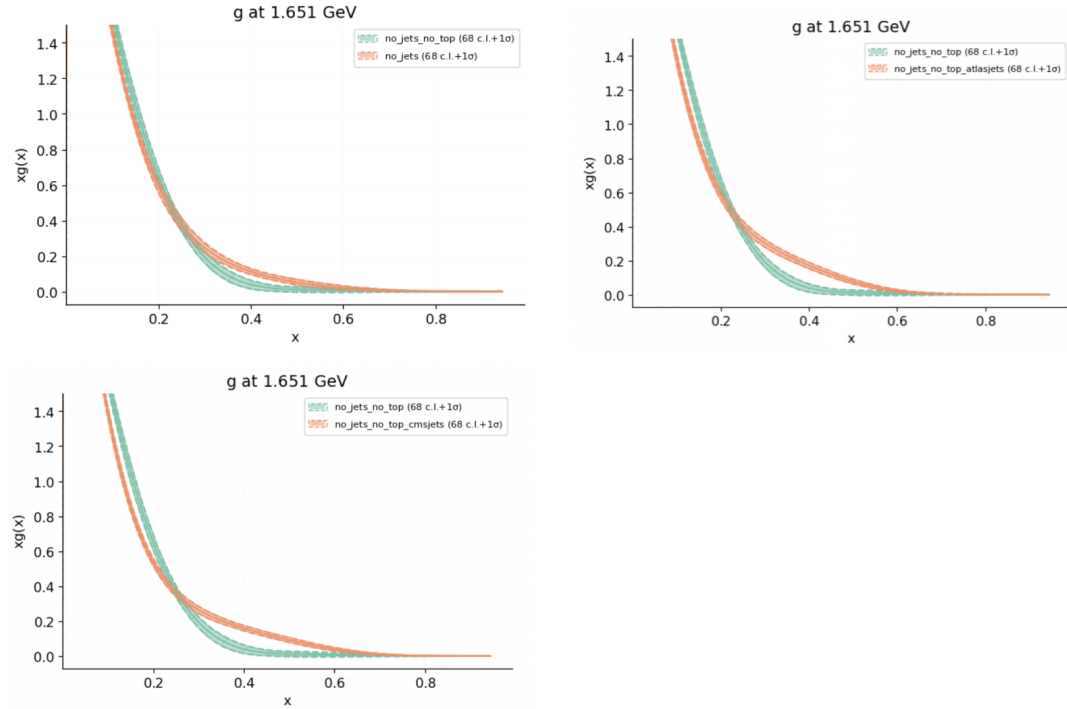 g at 1.651 GeV
no_jets_no_top (68 c.l.+1σ)
no_jets (68 c.l.+1σ)
1.4
1.2
1.0
0.8
0.6
0.4
0.2
0.0
xg(x)
0.2 0.4 0.6 0.8
x
g at 1.651 GeV
no_jets_no_top (68 c.l.+1σ)
no_jets_no_top_atlasjets (68 c.l.+1σ)
1.4
1.2
1.0
0.8
0.6
0.4
0.2
0.0
xg(x)
0.2 0.4 0.6 0.8
x
g at 1.651 GeV
no_jets_no_top (68 c.l.+1σ)
no_jets_no_top_cmsjets (68 c.l.+1σ)
1.4
1.2
1.0
0.8
0.6
0.4
0.2
0.0
xg(x)
0.2 0.4 0.6 0.8
x